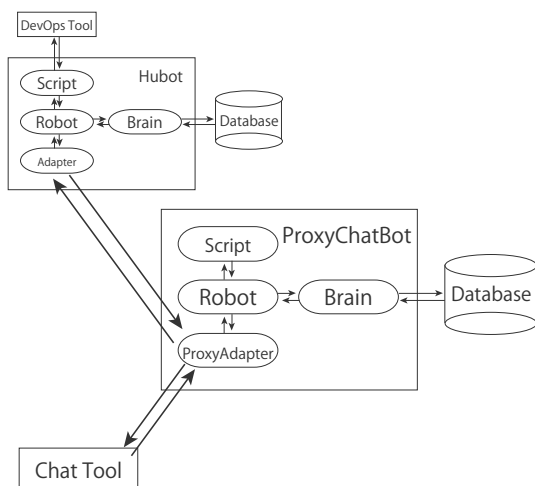 DevOps Tool
Hubot
Script
Robot
Brain
Database
Adapter
ProxyChatBot
Script
Robot
Brain
Database
ProxyAdapter
Chat Tool